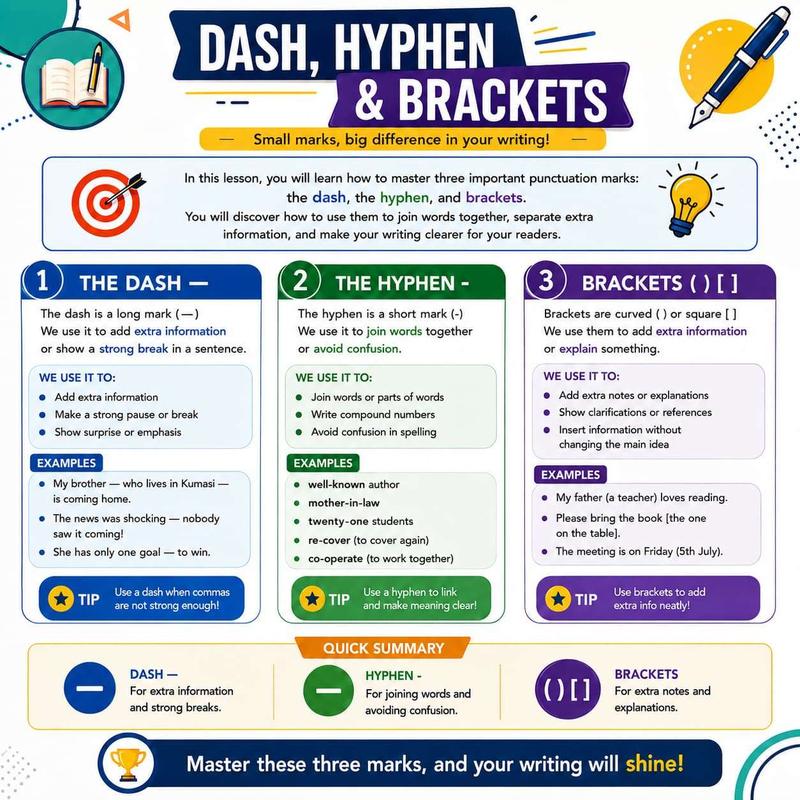 DASH, HYPHEN
& BRACKETS
— Small marks, big difference in your writing! —
In this lesson, you will learn how to master three important punctuation marks:
the dash, the hyphen, and brackets.
You will discover how to use them to join words together, separate extra
information, and make your writing clearer for your readers.
1 THE DASH —
The dash is a long mark (—)
We use it to add extra information
or show a strong break in a sentence.
WE USE IT TO:
• Add extra information
• Make a strong pause or break
• Show surprise or emphasis
EXAMPLES
• My brother — who lives in Kumasi —
is coming home.
• The news was shocking — nobody
saw it coming!
• She has only one goal — to win.
TIP
Use a dash when commas
are not strong enough!
2 THE HYPHEN -
The hyphen is a short mark (-)
We use it to join words together
or avoid confusion.
WE USE IT TO:
• Join words or parts of words
• Write compound numbers
• Avoid confusion in spelling
EXAMPLES
• well-known author
• mother-in-law
• twenty-one students
• re-cover (to cover again)
• co-operate (to work together)
TIP
Use a hyphen to link
and make meaning clear!
3 BRACKETS ( ) [ ]
Brackets are curved ( ) or square [ ]
We use them to add extra information
or explain something.
WE USE IT TO:
• Add extra notes or explanations
• Show clarifications or references
• Insert information without
changing the main idea
EXAMPLES
• My father (a teacher) loves reading.
• Please bring the book [the one
on the table].
• The meeting is on Friday (5th July).
TIP
Use brackets to add
extra info neatly!
QUICK SUMMARY
—
DASH —
For extra information
and strong breaks.
—
HYPHEN -
For joining words and
avoiding confusion.
( ) [ ]
BRACKETS
For extra notes and
explanations.
Master these three marks, and your writing will shine!